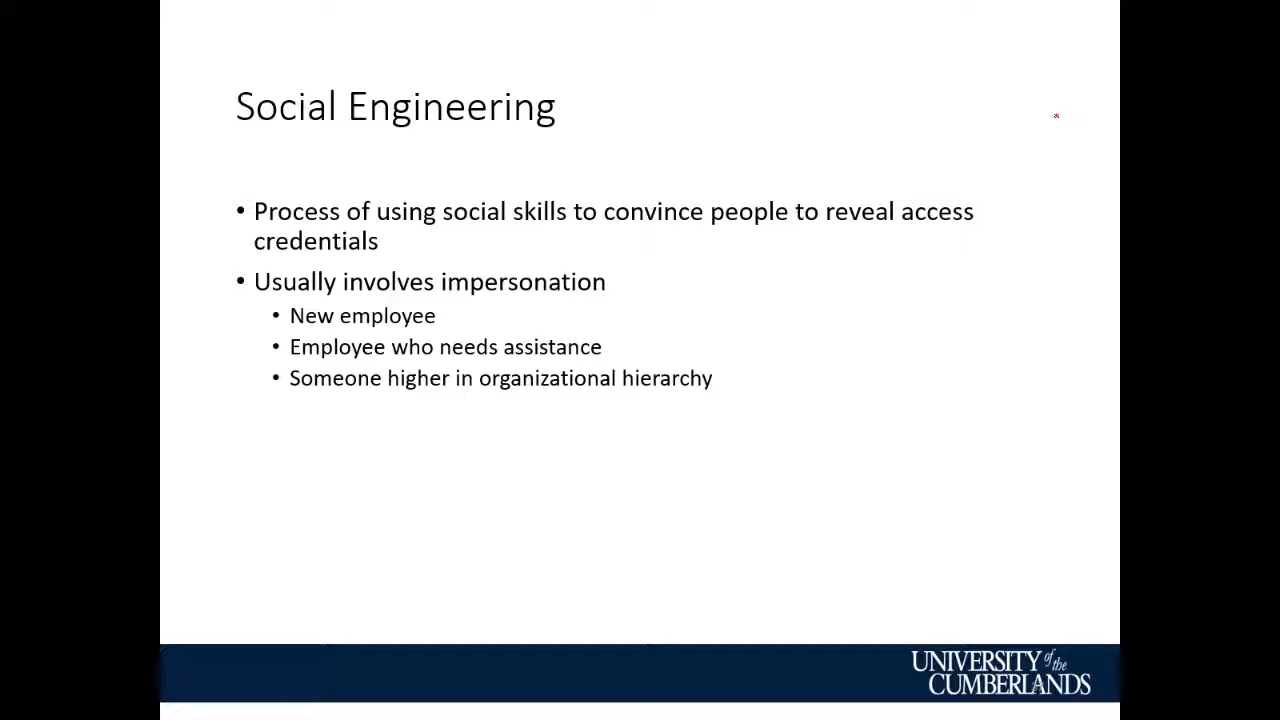 Social Engineering
• Process of using social skills to convince people to reveal access
credentials
• Usually involves impersonation
• New employee
• Employee who needs assistance
• Someone higher in organizational hierarchy
UNIVERSITY of the
CUMBERLANDS